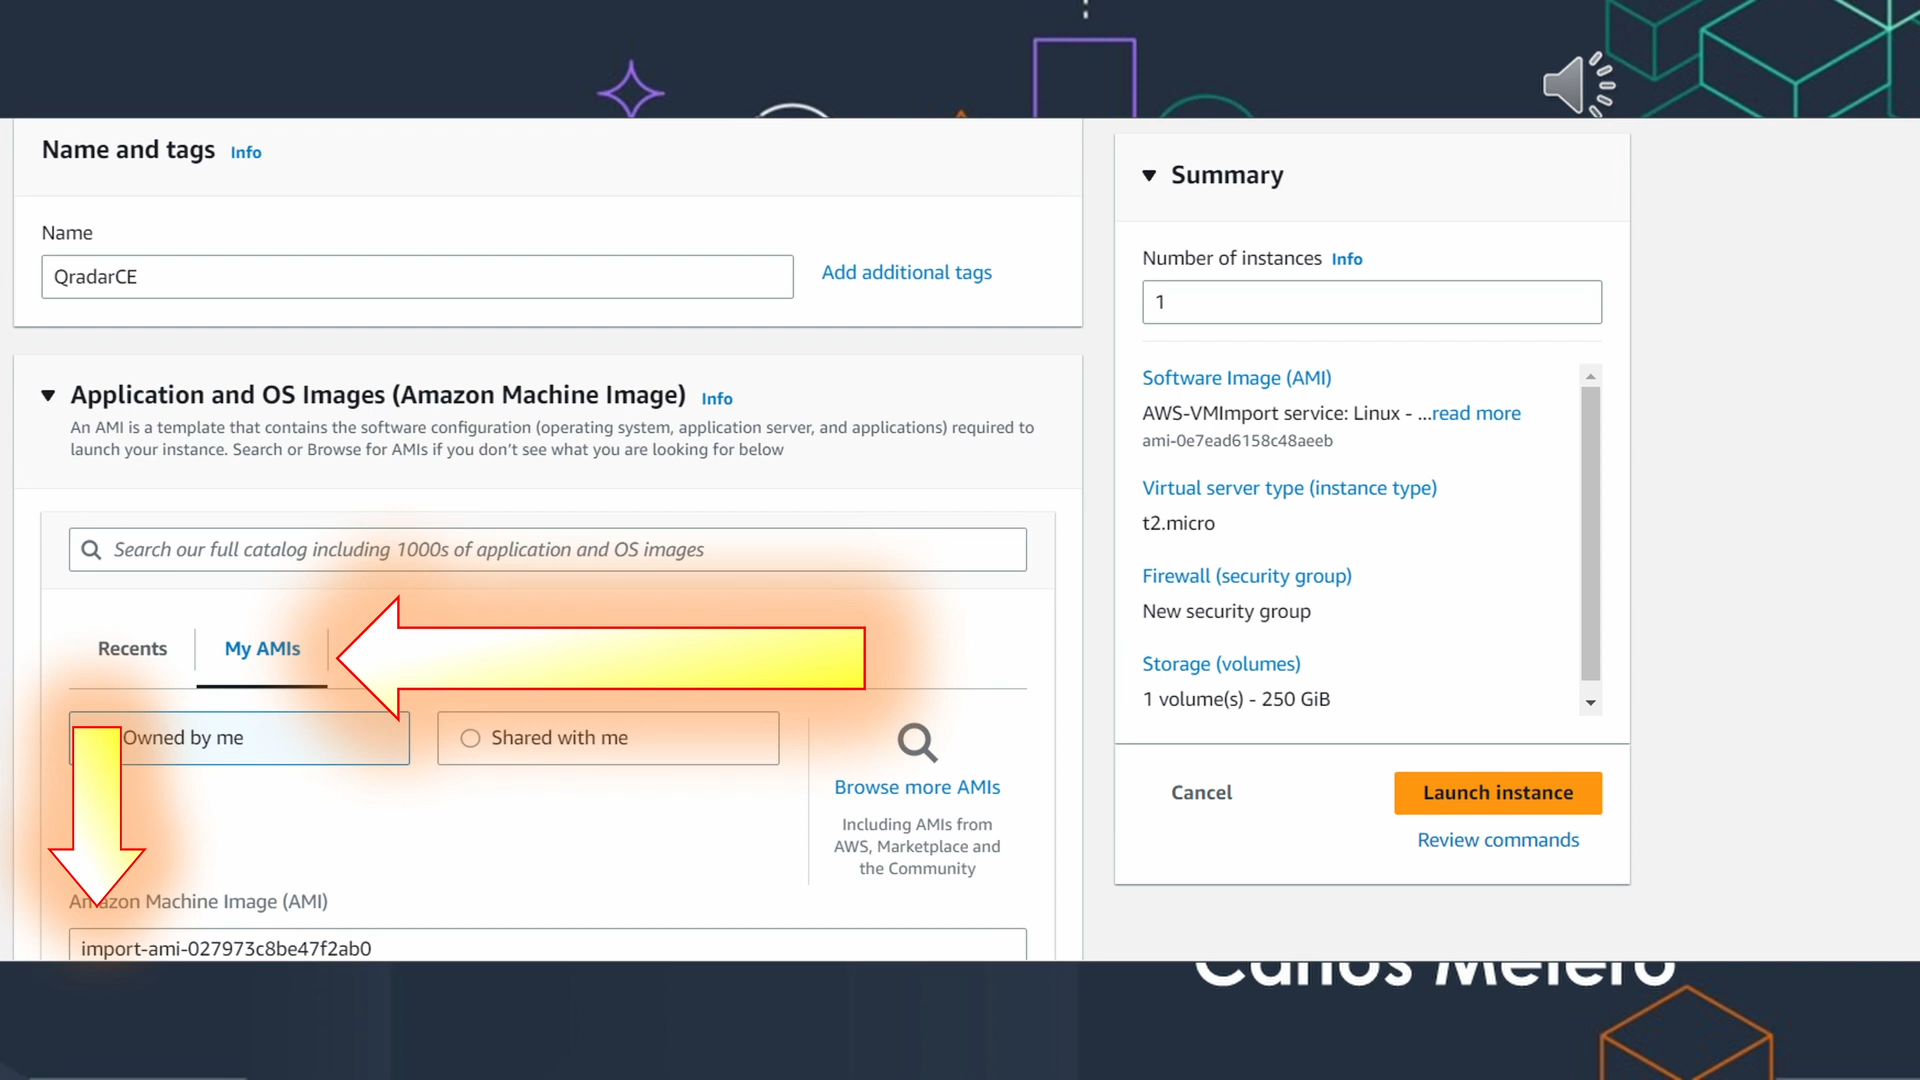 Name and tags Info
Name
QradarCE
Add additional tags
Application and OS Images (Amazon Machine Image) Info
An AMI is a template that contains the software configuration (operating system, application server, and applications) required to
launch your instance. Search or Browse for AMIs if you don't see what you are looking for below
Search our full catalog including 1000s of application and OS images
Recents
My AMIs
Owned by me
Shared with me
Browse more AMIs
Including AMIs from
AWS, Marketplace and
the Community
Amazon Machine Image (AMI)
import-ami-027973c8be47f2ab0
Summary
Number of instances Info
1
Software Image (AMI)
AWS-VMImport service: Linux - ...read more
ami-0e7ead6158c48aeeb
Virtual server type (instance type)
t2.micro
Firewall (security group)
New security group
Storage (volumes)
1 volume(s) - 250 GiB
Cancel
Launch instance
Review commands